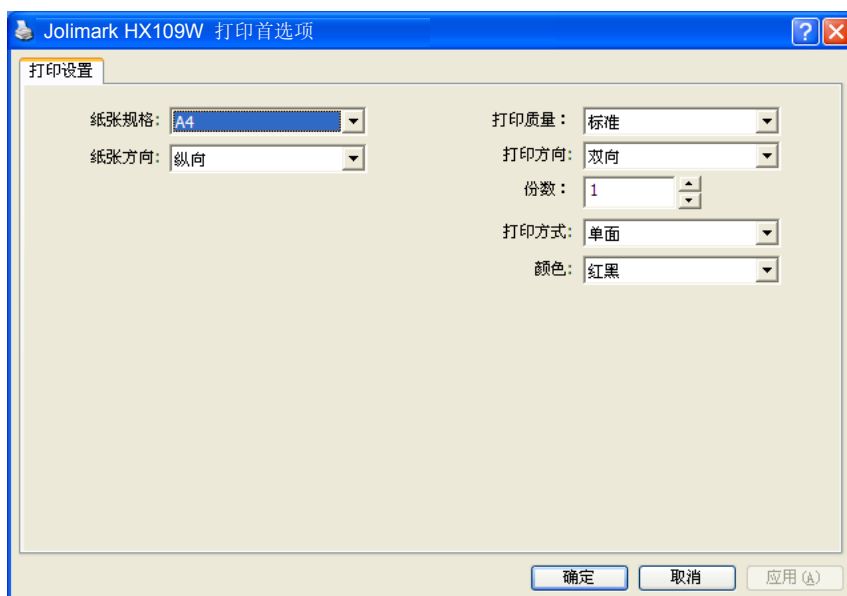 Jolimark HX109W 打印首选项
打印设置
纸张规格: A4
纸张方向: 纵向
打印质量: 标准
打印方向: 双向
份数: 1
打印方式: 单面
颜色: 红黑
确定 取消 应用(A)